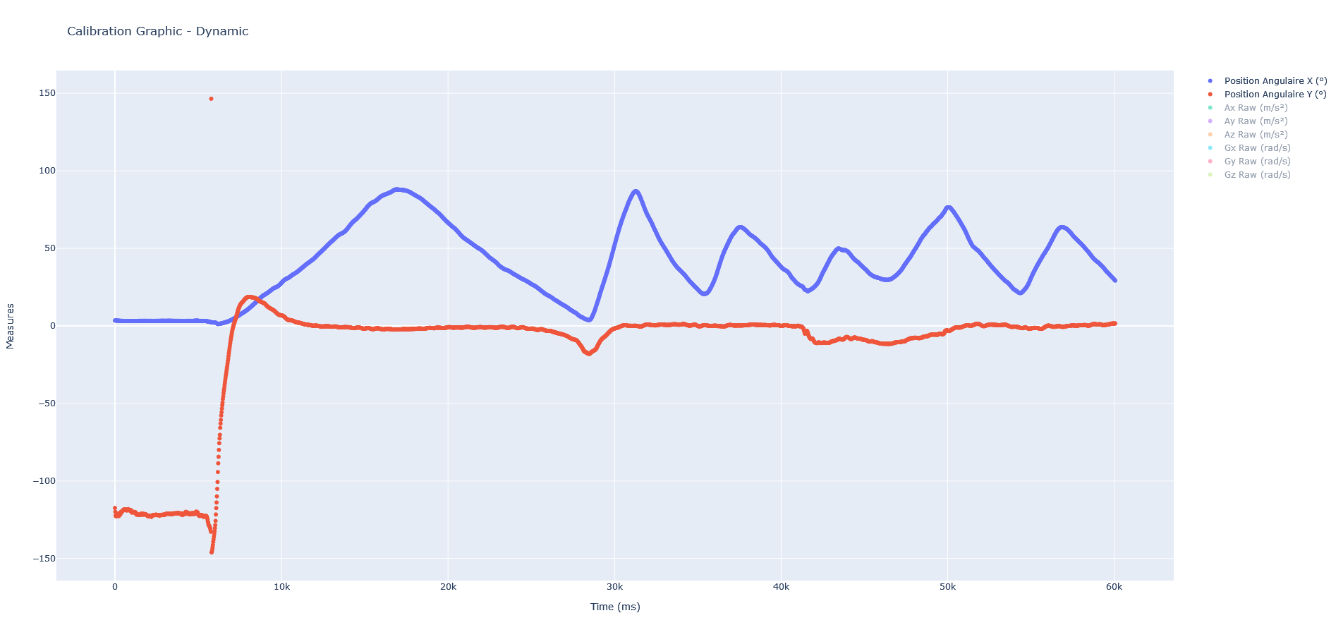 Calibration Graphic - Dynamic
Position Angulaire X (º)
Position Angulaire Y (º)
Ax Raw (m/s²)
Ay Raw (m/s²)
Az Raw (m/s²)
Gx Raw (rad/s)
Gy Raw (rad/s)
Gz Raw (rad/s)
Measures
150
100
50
0
−50
−100
−150
0
10k
20k
30k
40k
50k
60k
Time (ms)